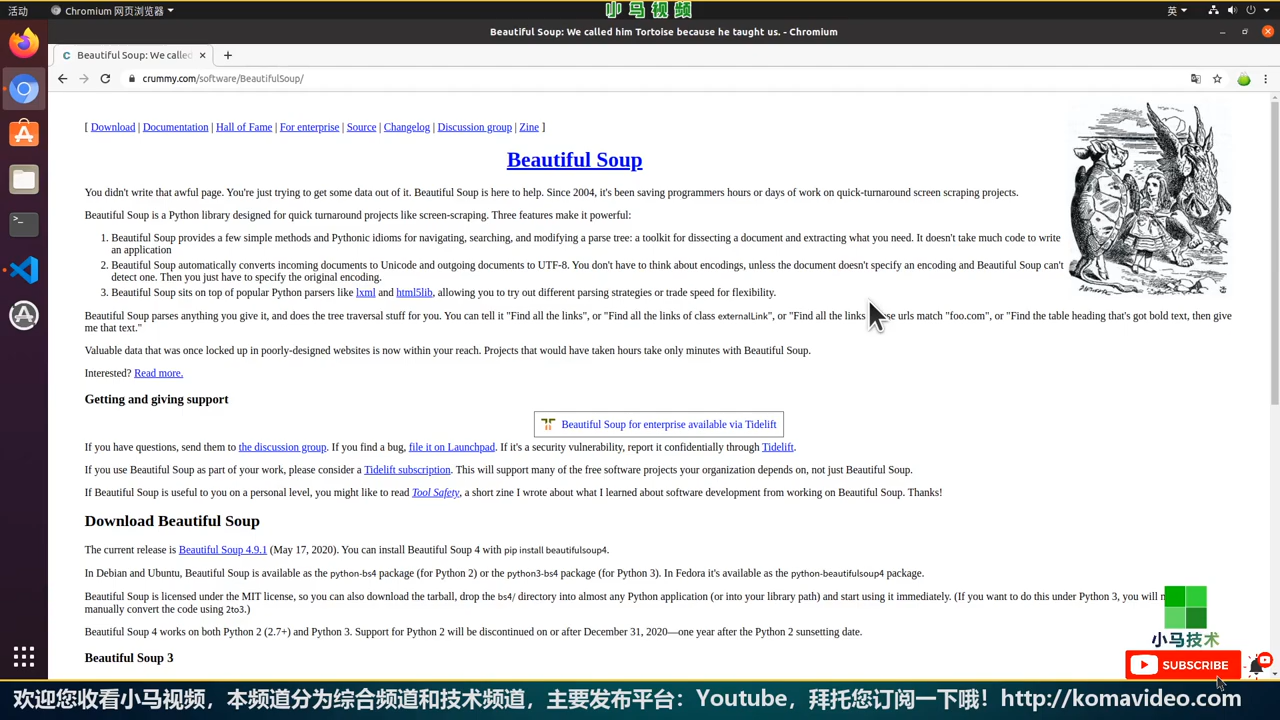 小马视频
活动
Chromium 网页浏览器
英
Beautiful Soup: We called him Tortoise because he taught us. - Chromium
Beautiful Soup: We called
crummy.com/software/BeautifulSoup/
[ Download | Documentation | Hall of Fame | For enterprise | Source | Changelog | Discussion group | Zine ]
Beautiful Soup
You didn't write that awful page. You're just trying to get some data out of it. Beautiful Soup is here to help. Since 2004, it's been saving programmers hours or days of work on quick-turnaround screen scraping projects.
Beautiful Soup is a Python library designed for quick turnaround projects like screen-scraping. Three features make it powerful:
1. Beautiful Soup provides a few simple methods and Pythonic idioms for navigating, searching, and modifying a parse tree: a toolkit for dissecting a document and extracting what you need. It doesn't take much code to write
an application
2. Beautiful Soup automatically converts incoming documents to Unicode and outgoing documents to UTF-8. You don't have to think about encodings, unless the document doesn't specify an encoding and Beautiful Soup can't
detect one. Then you just have to specify the original encoding.
3. Beautiful Soup sits on top of popular Python parsers like lxml and html5lib, allowing you to try out different parsing strategies or trade speed for flexibility.
Beautiful Soup parses anything you give it, and does the tree traversal stuff for you. You can tell it "Find all the links", or "Find all the links of class externalLink", or "Find all the links urls match "foo.com", or "Find the table heading that's got bold text, then give
me that text."
Valuable data that was once locked up in poorly-designed websites is now within your reach. Projects that would have taken hours take only minutes with Beautiful Soup.
Interested? Read more.
Getting and giving support
Beautiful Soup for enterprise available via Tidelift
If you have questions, send them to the discussion group. If you find a bug, file it on Launchpad. If it's a security vulnerability, report it confidentially through Tidelift.
If you use Beautiful Soup as part of your work, please consider a Tidelift subscription. This will support many of the free software projects your organization depends on, not just Beautiful Soup.
If Beautiful Soup is useful to you on a personal level, you might like to read Tool Safety, a short zine I wrote about what I learned about software development from working on Beautiful Soup. Thanks!
Download Beautiful Soup
The current release is Beautiful Soup 4.9.1 (May 17, 2020). You can install Beautiful Soup 4 with pip install beautifulsoup4.
In Debian and Ubuntu, Beautiful Soup is available as the python-bs4 package (for Python 2) or the python3-bs4 package (for Python 3). In Fedora it's available as the python-beautifulsoup4 package.
Beautiful Soup is licensed under the MIT license, so you can also download the tarball, drop the bs4/ directory into almost any Python application (or into your library path) and start using it immediately. (If you want to do this under Python 3, you will
manually convert the code using 2to3.)
Beautiful Soup 4 works on both Python 2 (2.7+) and Python 3. Support for Python 2 will be discontinued on or after December 31, 2020—one year after the Python 2 sunsetting date.
Beautiful Soup 3
小马技术
SUBSCRIBE
欢迎您收看小马视频，本频道分为综合频道和技术频道，主要发布平台：Youtube，拜托您订阅一下哦！http://komavideo.com